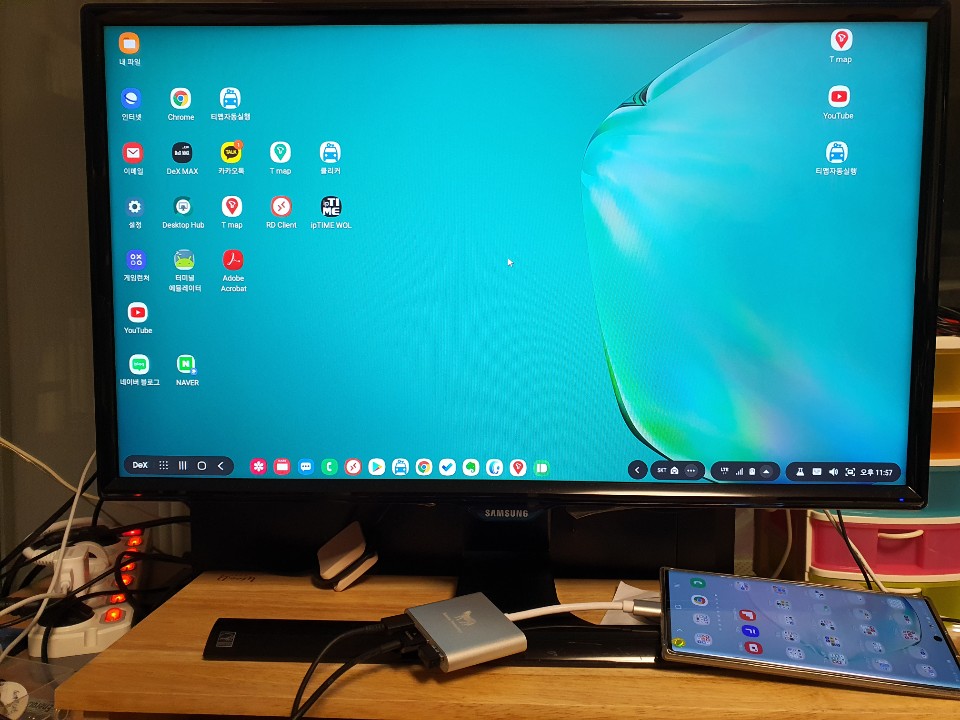 내 파일
T map
인터넷
Chrome
티맵자동실행
YouTube
이메일
DeX MAX
카카오톡
T map
콜리커
티맵자동실행
설정
Desktop Hub
T map
RD Client
ipTIME WOL
게임런처
터미널
에뮬레이터
Adobe
Acrobat
YouTube
네이버 블로그
NAVER
DeX
SKT
LTE
오후 11:57
SAMSUNG